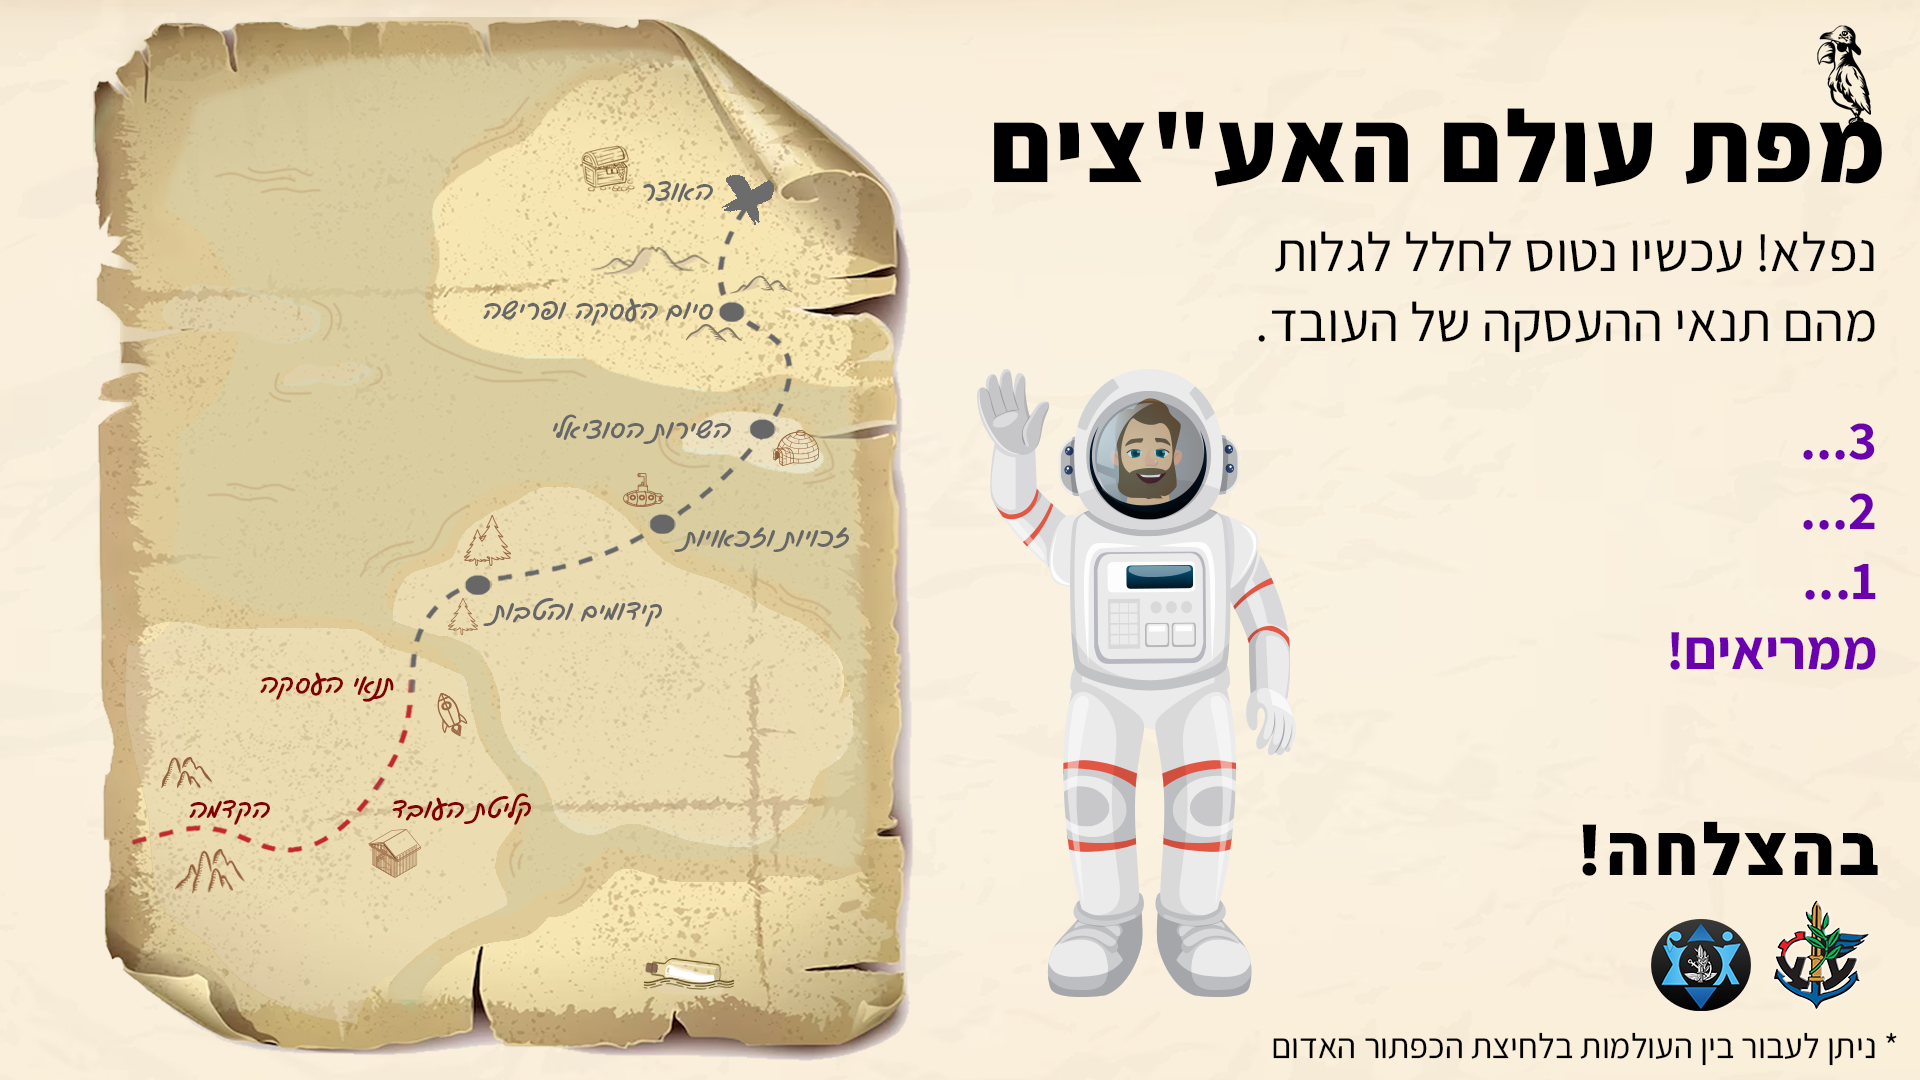 מפת עולם האע"צים
נפלא! עכשיו נטוס לחלל לגלות
מהם תנאי ההעסקה של העובד.
3...
2...
1...
ממריאים!
בהצלחה!
* ניתן לעבור בין העולמות בלחיצת הכפתור האדום
האוצר
סיום העסקה ופרישה
השירות הסוציאלי
זכויות וזכאויות
קידומים והטבות
תנאי העסקה
קליטת העובד
הקדמה